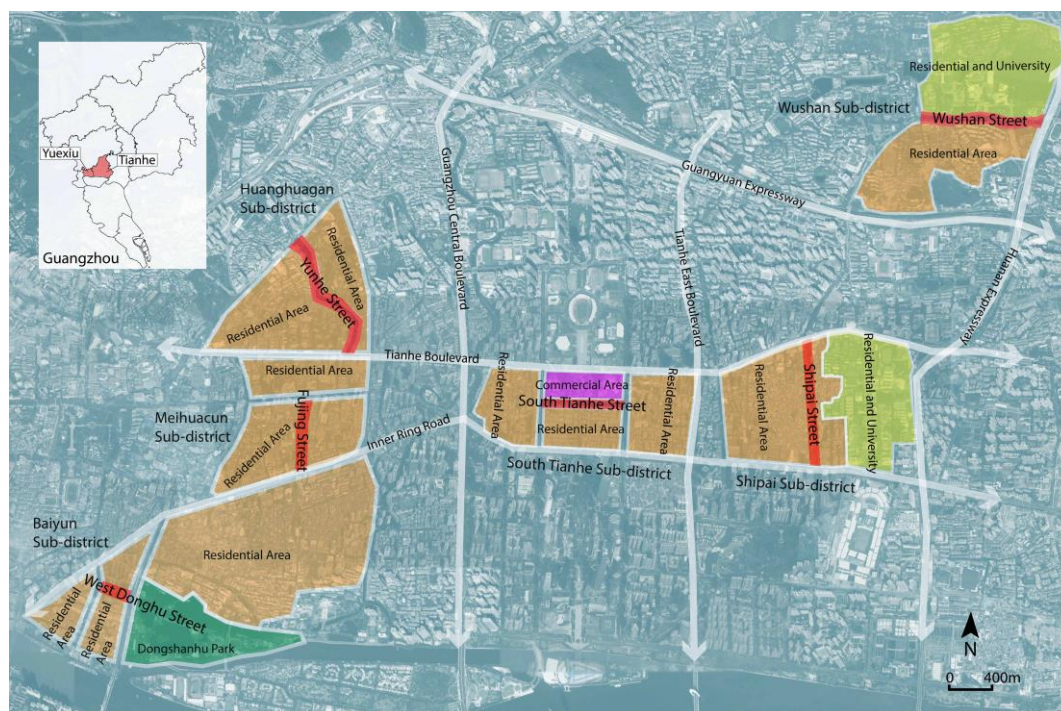 Residential and University
Wushan Sub-district
Wushan Street
Residential Area
Yuexiu
Tianhe
Guangzhou
Huanghuagan
Sub-district
Guangzhou Central Boulevard
Guangyuan Expressway
Tianhe East Boulevard
Huanan Expressway
Residential Area
Yunhe Street
Residential Area
Tianhe Boulevard
Residential Area
Meihuacun
Sub-district
Fujing Street
Residential Area
Inner Ring Road
Residential Area
Commercial Area
South Tianhe Street
Residential Area
Residential Area
South Tianhe Sub-district
Residential Area
Shipai Street
Residential and University
Shipai Sub-district
Baiyun
Sub-district
Residential Area
West Donghu Street
Residential
Area
Residential
Area
Dongshanhu Park
N
0 400m